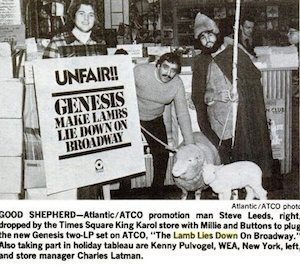 UNFAIR!!
GENESIS
MAKE LAMBS
LIE DOWN ON
BROADWAY
Atlantic/ATCO photo
GOOD SHEPHERD—Atlantic/ATCO promotion man Steve Leeds, right,
dropped by the Times Square King Karol store with Millie and Buttons to plug
the new Genesis two-LP set on ATCO, "The Lamb Lies Down On Broadway."
Also taking part in holiday tableau are Kenny Pulvogel, WEA, New York, left,
and store manager Charles Latman.